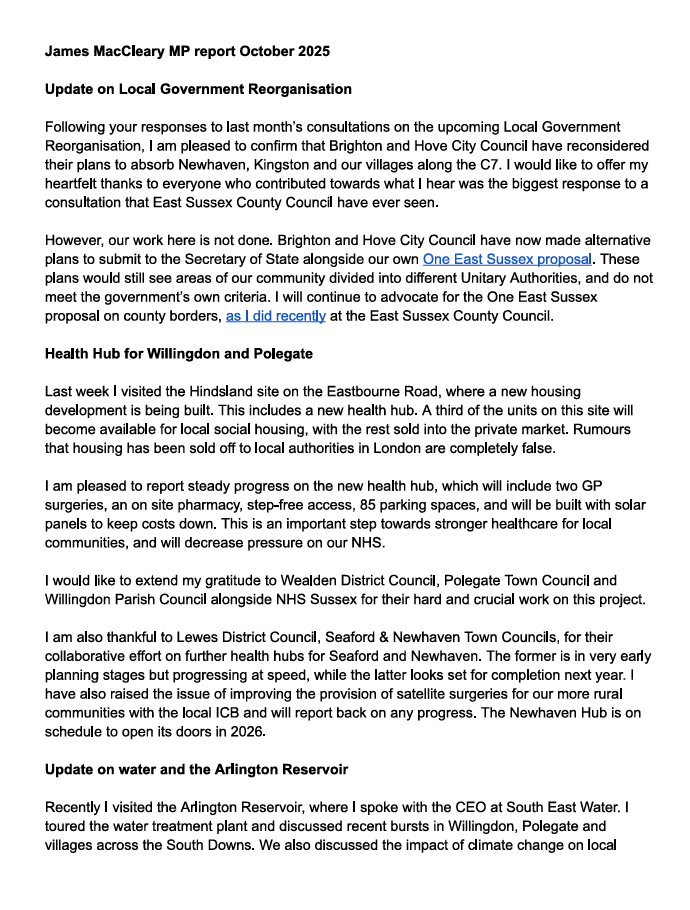 James MacCleary MP report October 2025
Update on Local Government Reorganisation
Following your responses to last month's consultations on the upcoming Local Government
Reorganisation, I am pleased to confirm that Brighton and Hove City Council have reconsidered
their plans to absorb Newhaven, Kingston and our villages along the C7. I would like to offer my
heartfelt thanks to everyone who contributed towards what I hear was the biggest response to a
consultation that East Sussex County Council have ever seen.
However, our work here is not done. Brighton and Hove City Council have now made alternative
plans to submit to the Secretary of State alongside our own One East Sussex proposal. These
plans would still see areas of our community divided into different Unitary Authorities, and do not
meet the government's own criteria. I will continue to advocate for the One East Sussex
proposal on county borders, as I did recently at the East Sussex County Council.
Health Hub for Willingdon and Polegate
Last week I visited the Hindsland site on the Eastbourne Road, where a new housing
development is being built. This includes a new health hub. A third of the units on this site will
become available for local social housing, with the rest sold into the private market. Rumours
that housing has been sold off to local authorities in London are completely false.
I am pleased to report steady progress on the new health hub, which will include two GP
surgeries, an on site pharmacy, step-free access, 85 parking spaces, and will be built with solar
panels to keep costs down. This is an important step towards stronger healthcare for local
communities, and will decrease pressure on our NHS.
I would like to extend my gratitude to Wealden District Council, Polegate Town Council and
Willingdon Parish Council alongside NHS Sussex for their hard and crucial work on this project.
I am also thankful to Lewes District Council, Seaford & Newhaven Town Councils, for their
collaborative effort on further health hubs for Seaford and Newhaven. The former is in very early
planning stages but progressing at speed, while the latter looks set for completion next year. I
have also raised the issue of improving the provision of satellite surgeries for our more rural
communities with the local ICB and will report back on any progress. The Newhaven Hub is on
schedule to open its doors in 2026.
Update on water and the Arlington Reservoir
Recently I visited the Arlington Reservoir, where I spoke with the CEO at South East Water. I
toured the water treatment plant and discussed recent bursts in Willingdon, Polegate and
villages across the South Downs. We also discussed the impact of climate change on local